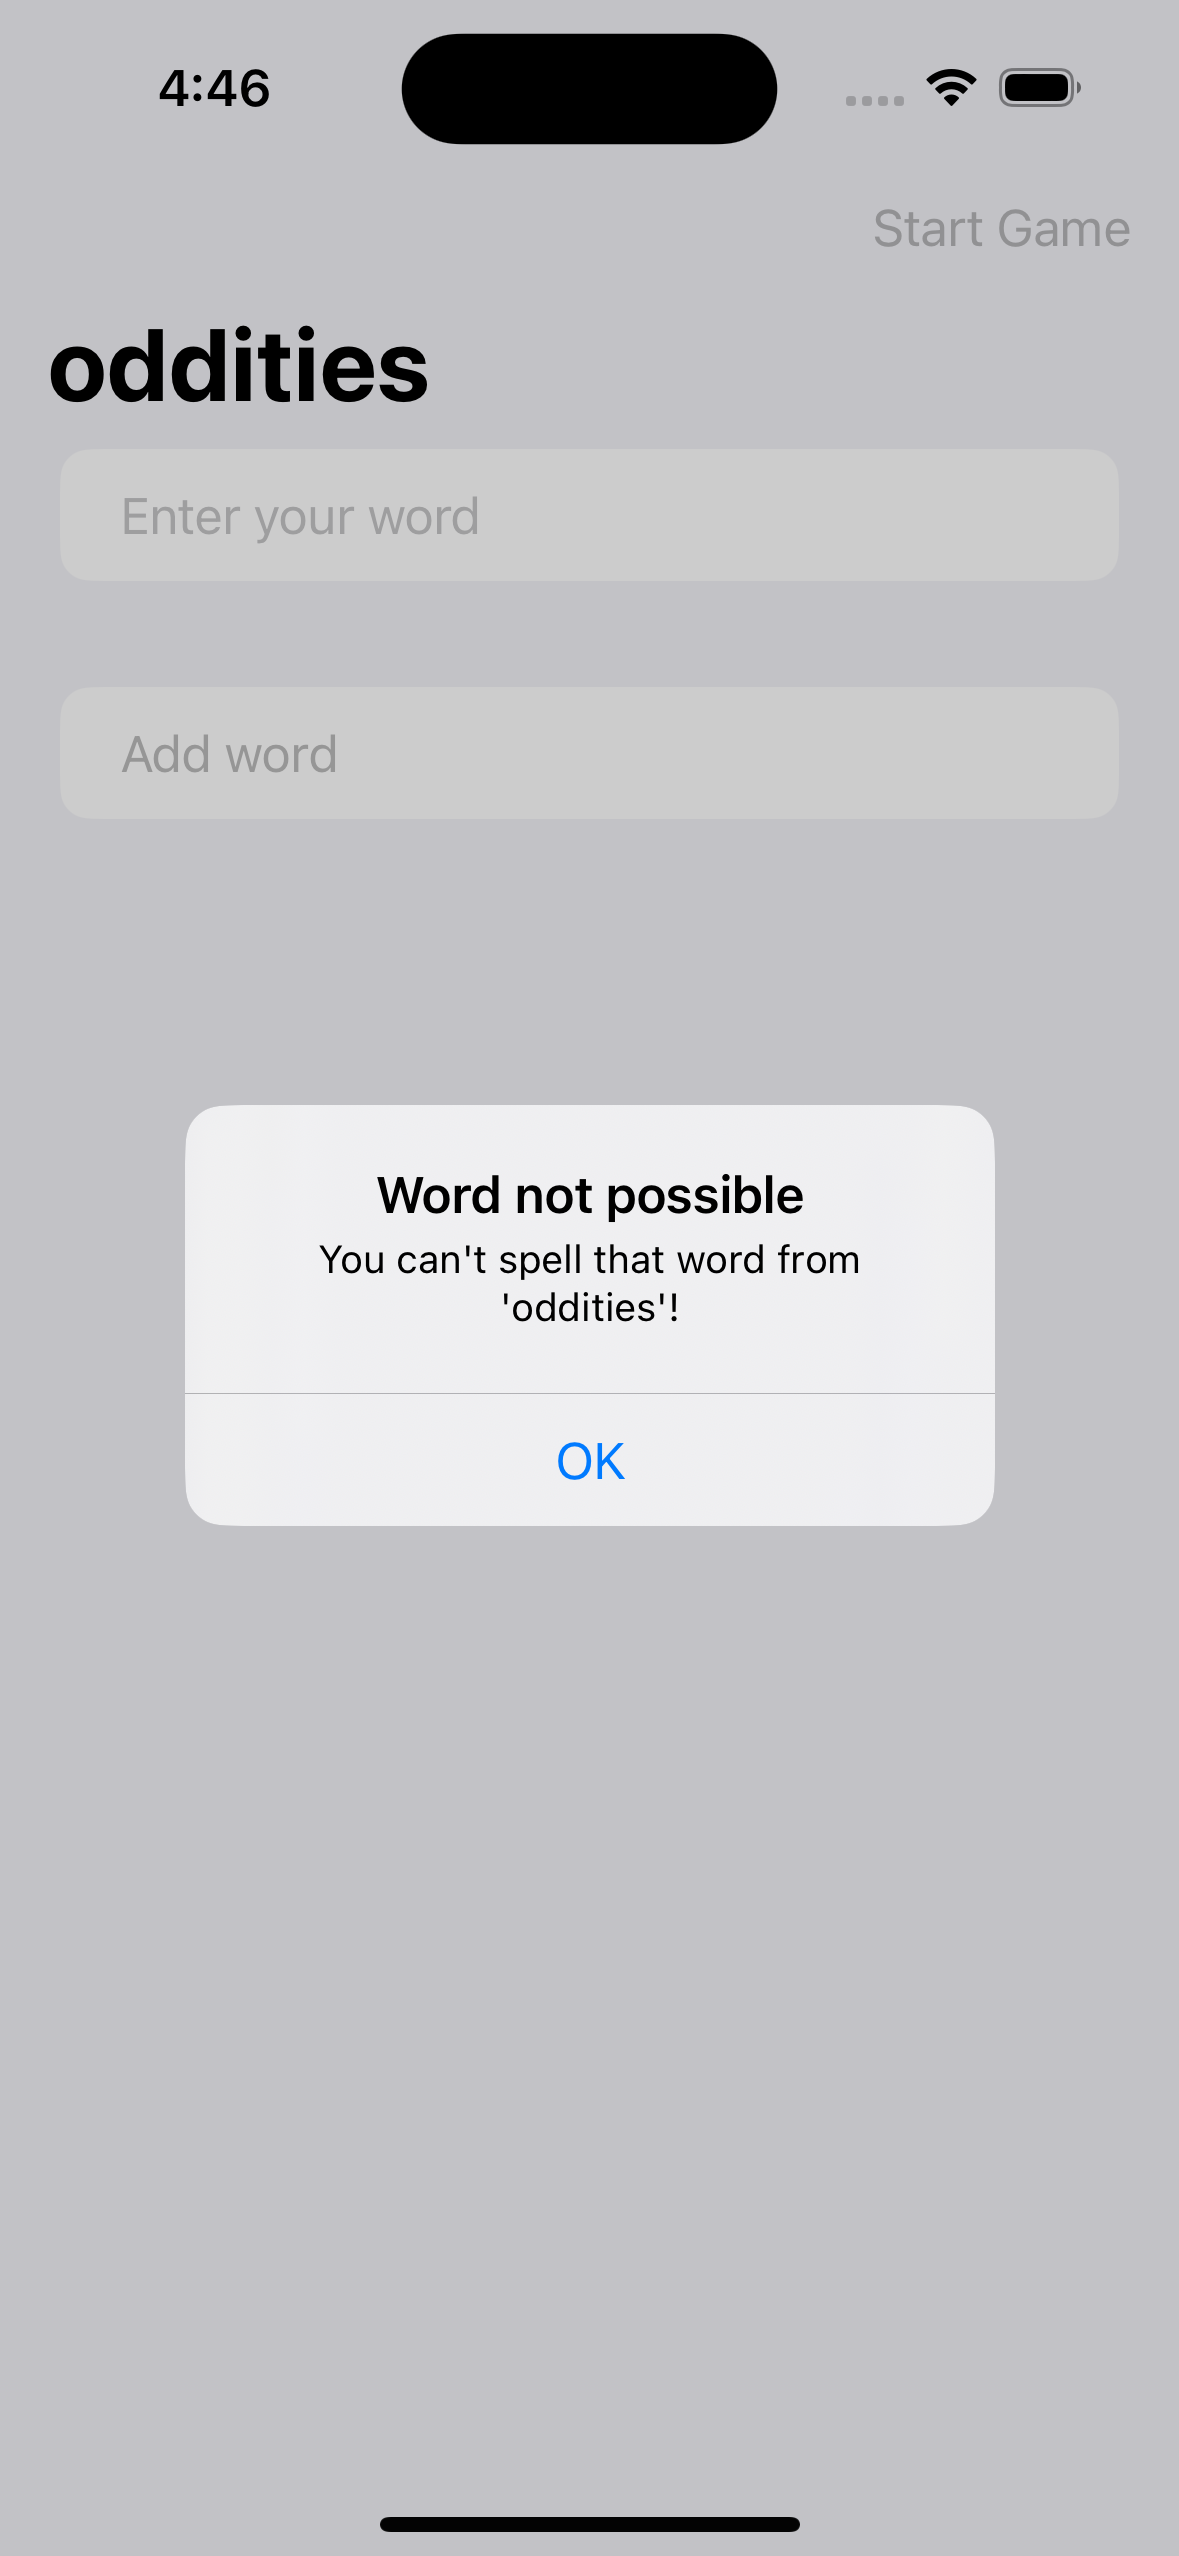 4:46
Start Game
oddities
Enter your word
Add word
Word not possible
You can't spell that word from
'oddities'!
OK